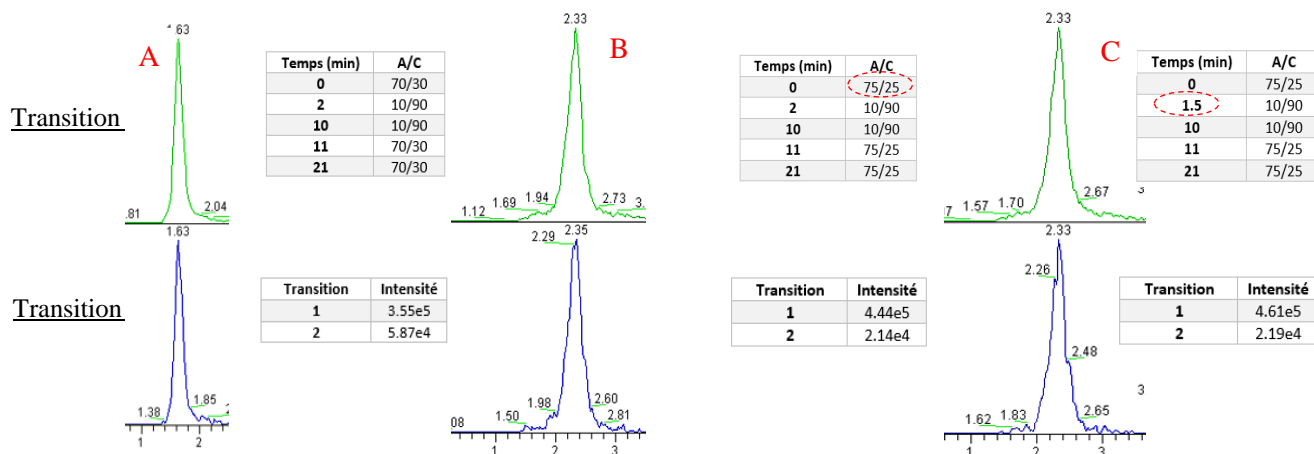 A
1.63
.81
2.04
Temps (min) A/C
0 70/30
2 10/90
10 10/90
11 70/30
21 70/30
B
2.33
1.12
1.69
1.94
2.73
3.
Temps (min) A/C
0 75/25
2 10/90
10 10/90
11 75/25
21 75/25
C
2.33
7
1.57
1.70
2.67
3
Temps (min) A/C
0 75/25
1.5 10/90
10 10/90
11 75/25
21 75/25
Transition
Transition
1.63
1.38
1.85
2
1 2
Transition Intensité
1 3.55e5
2 5.87e4
2.29
2.35
.08
1.50
1.98
2.60
2.81
1 2 3
Transition Intensité
1 4.44e5
2 2.14e4
2.33
2.26
2.48
1.62
1.83
2.65
3
1 2 3
Transition Intensité
1 4.61e5
2 2.19e4